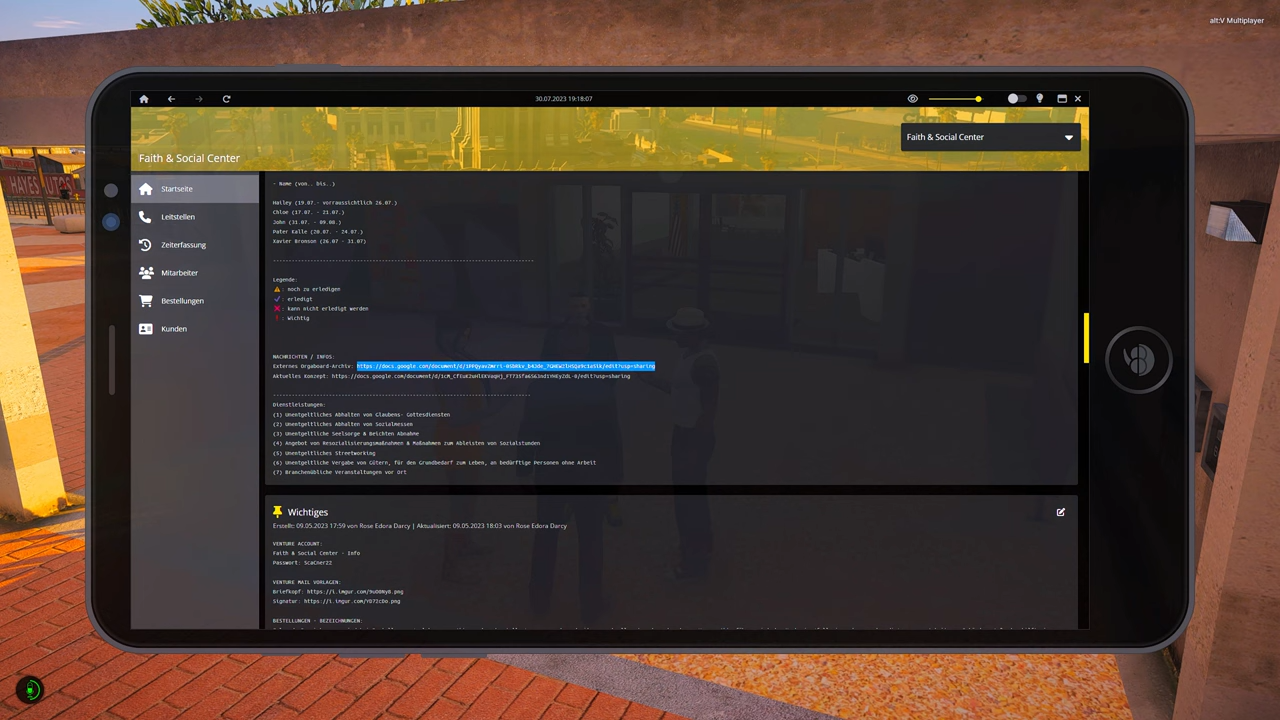 alt:V Multiplayer
30.07.2023 19:18:07
Faith & Social Center
Faith & Social Center
HAYES AUTOS
Startseite
Leitstellen
Zeiterfassung
Mitarbeiter
Bestellungen
Kunden
- Name (von.. bis..)
Hailey (19.07.- vorraussichtlich 26.07.)
Chloe (17.07. - 21.07.)
John (31.07. - 09.08.)
Pater Kalle (20.07. - 24.07.)
Xavier Bronson (26.07 - 31.07)
Legende:
: noch zu erledigen
: erledigt
: kann nicht erledigt werden
: Wichtig
NACHRICHTEN / INFOS:
Externes Orgaboard-Archiv:
Aktuelles Konzept:
Dienstleistungen:
(1) Unentgeltliches Abhalten von Glaubens- Gottesdiensten
(2) Unentgeltliches Abhalten von Sozialmessen
(3) Unentgeltliche Seelsorge & Beichten Abnahme
(4) Angebot von Resozialisierungsmaßnahmen & Maßnahmen zum Ableisten von Sozialstunden
(5) Unentgeltliches Streetworking
(6) Unentgeltliche Vergabe von Gütern, für den Grundbedarf zum Leben, an bedürftige Personen ohne Arbeit
(7) Branchenübliche Veranstaltungen vor Ort
Wichtiges
Erstellt: 09.05.2023 17:59 von Rose Edora Darcy | Aktualisiert: 09.05.2023 18:03 von Rose Edora Darcy
VENTURE ACCOUNT:
Faith & Social Center - Info
Passwort: ScaCner22
VENTURE MAIL VORLAGEN:
Briefkopf:
Signatur:
BESTELLUNGEN - BEZEICHNUNGEN: